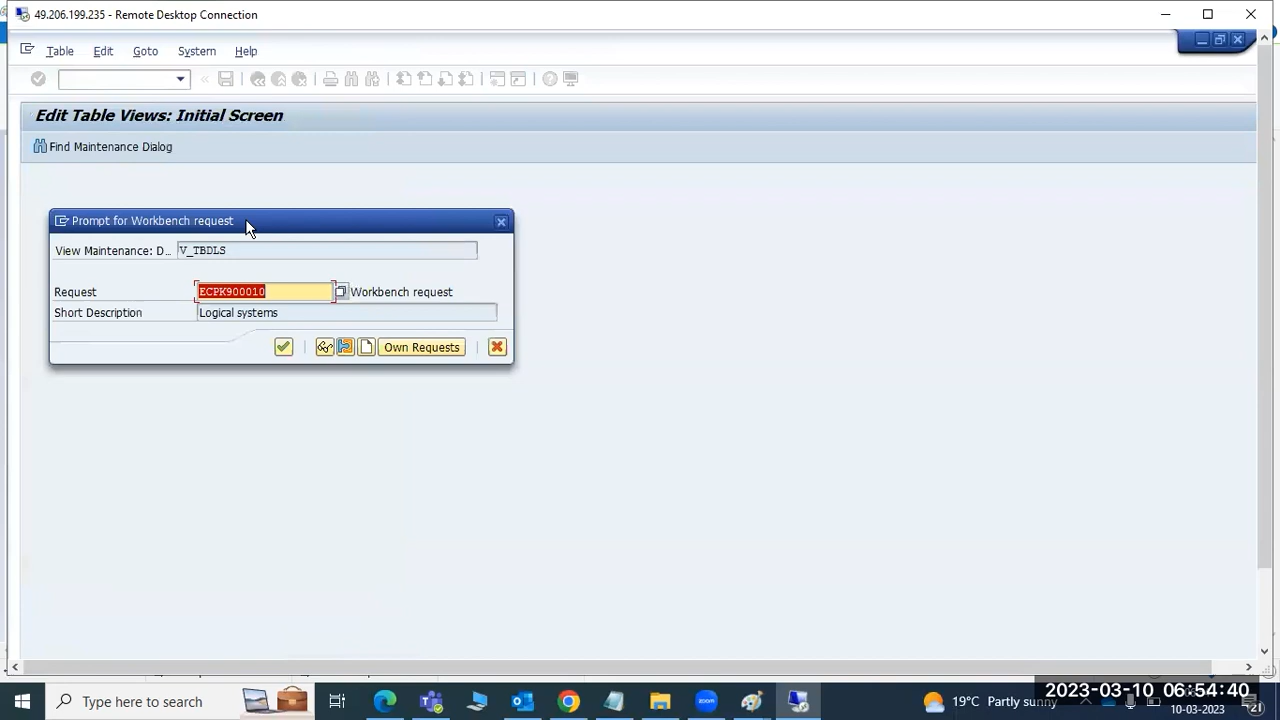 49.206.199.235 - Remote Desktop Connection
Table Edit Goto System Help
Edit Table Views: Initial Screen
Find Maintenance Dialog
Prompt for Workbench request
View Maintenance: D... V_TBDLS
Request ECPK900010 Workbench request
Short Description Logical systems
Own Requests
Type here to search
zoom
19°C Partly sunny
2023-03-10 06:54:40
10-03-2023
21